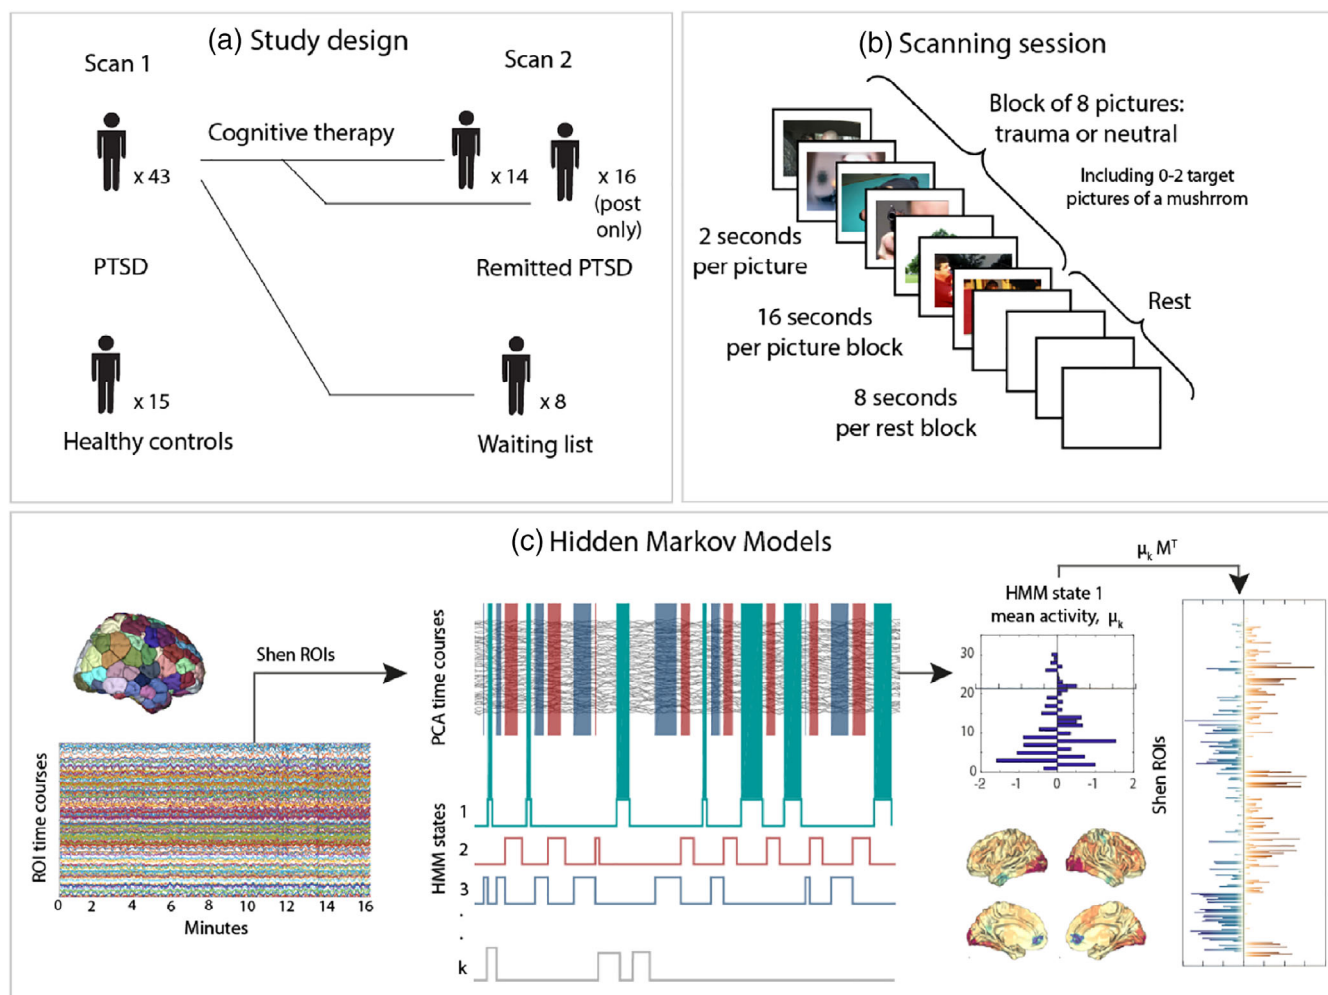 (a) Study design
Scan 1
Scan 2
Cognitive therapy
x 43
x 14
x 16
(post
only)
PTSD
Remitted PTSD
x 15
x 8
Healthy controls
Waiting list
(b) Scanning session
Block of 8 pictures:
trauma or neutral
Including 0-2 target
pictures of a mushrrom
2 seconds
per picture
Rest
16 seconds
per picture block
8 seconds
per rest block
(c) Hidden Markov Models
μk Mᵀ
HMM state 1
mean activity, μk
Shen ROIs
PCA time courses
30
20
10
0
-2
-1
0
1
2
Shen ROIs
ROI time courses
0
2
4
6
8
10
12
14
16
Minutes
HMM states
1
2
3
.
.
k